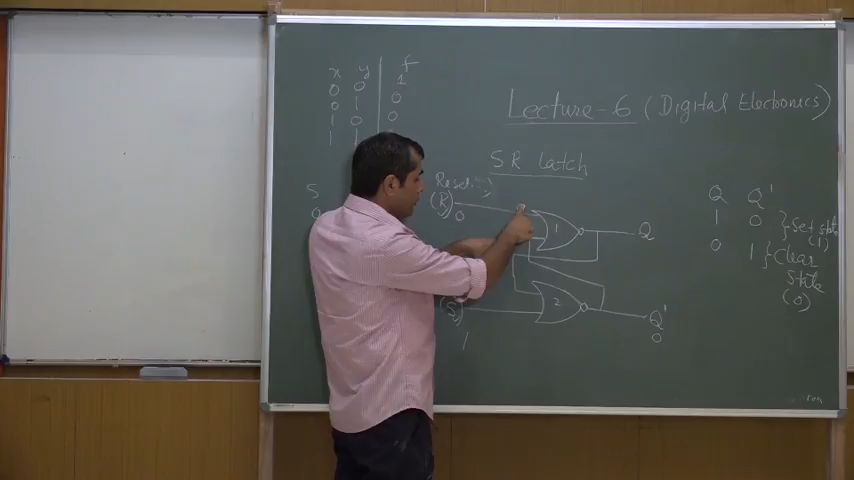 x y f
0 0 1
0 1 0
1 0 0
1 1
Lecture-6 (Digital Electronics)
SR Latch
S
0
Reset
(R)
0
1
Q
(S)
1
2
Q'
0
Q Q'
1 0 } Set state
(1)
0 1 } Clear
State
(0)